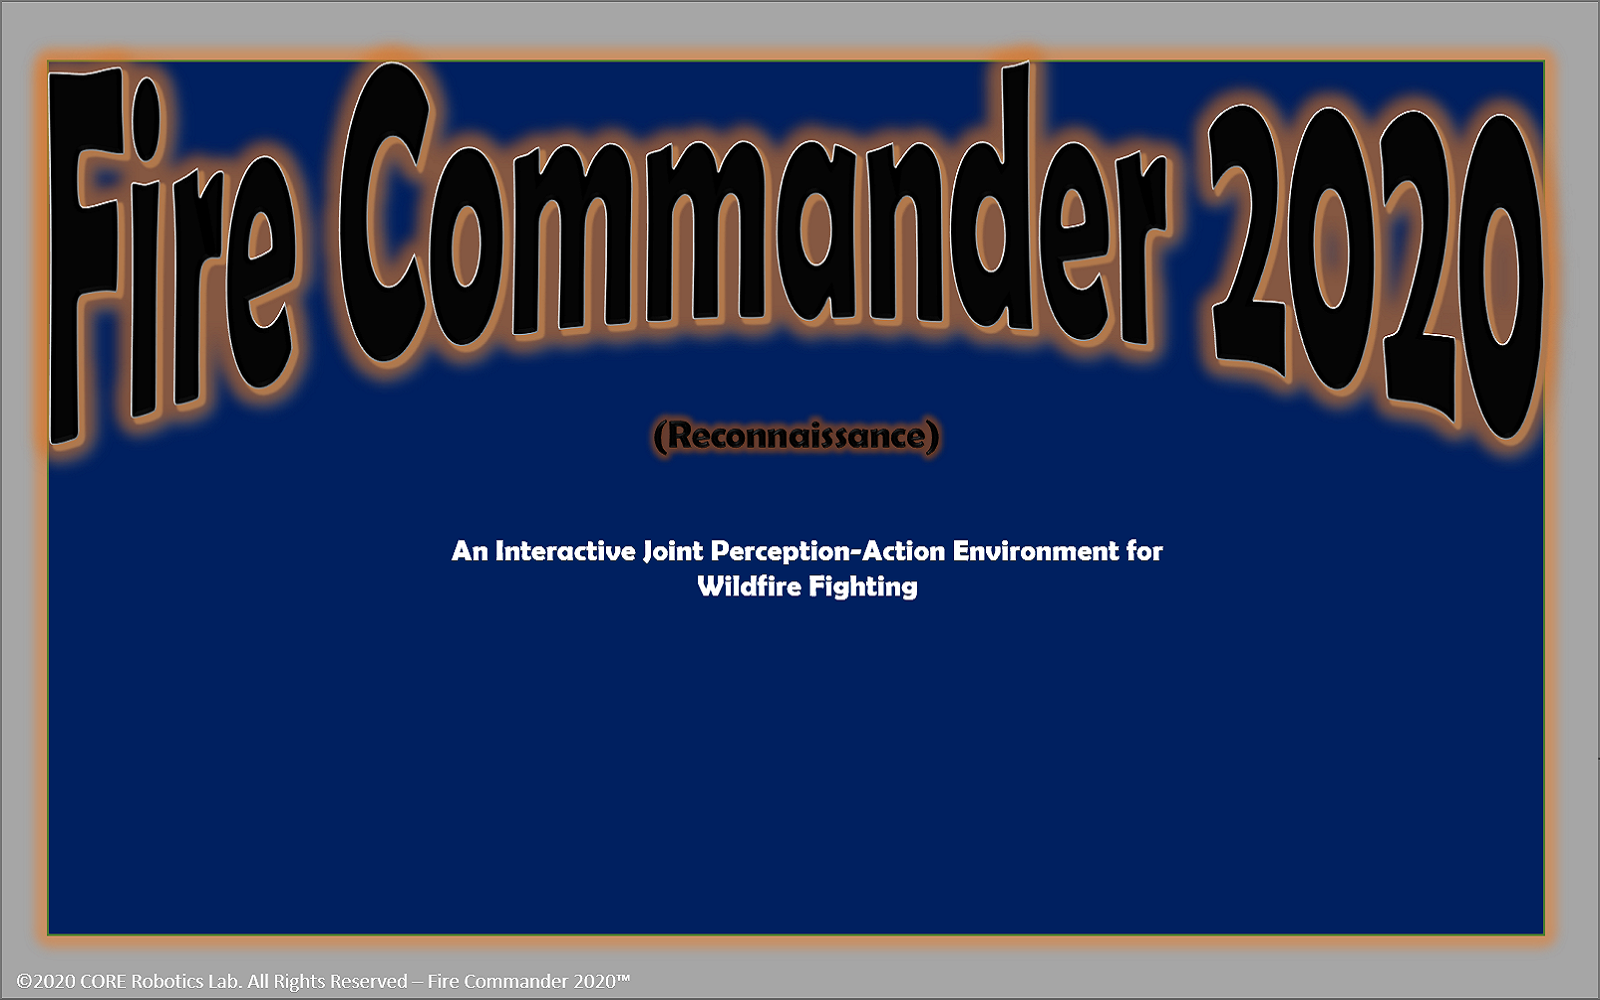 Fire Commander 2020
(Reconnaissance)
An Interactive Joint Perception-Action Environment for
Wildfire Fighting
©2020 CORE Robotics Lab. All Rights Reserved – Fire Commander 2020™